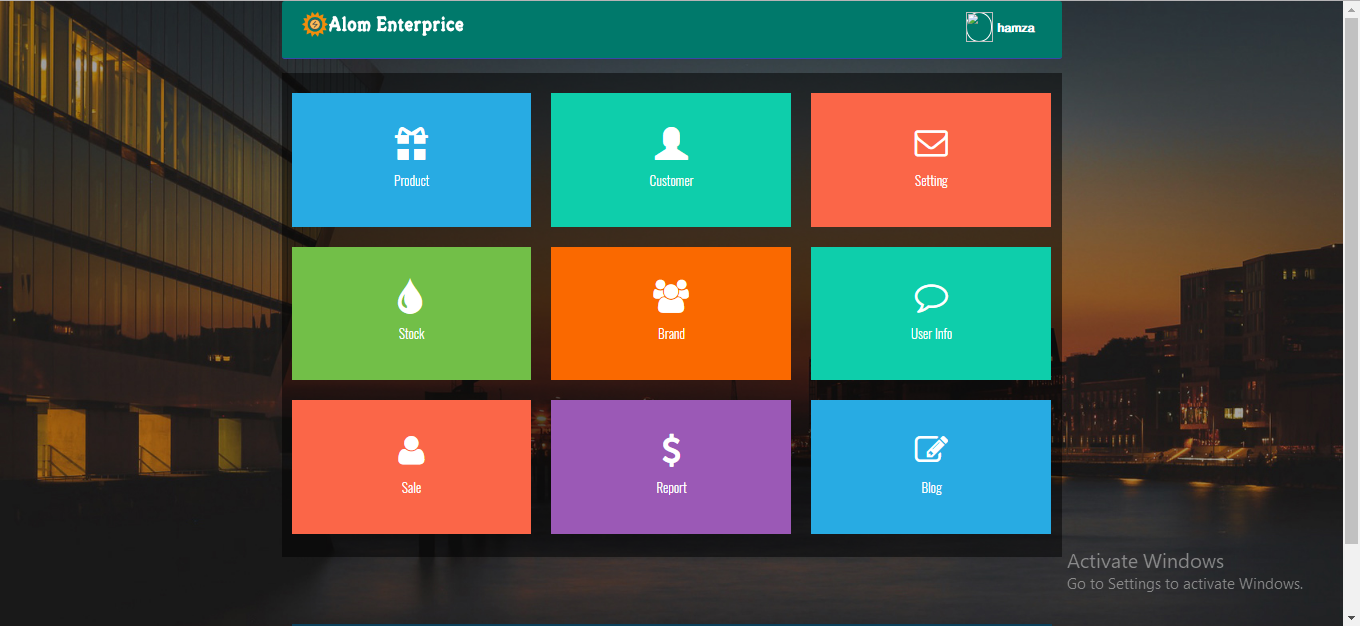 Alom Enterprice
hamza
Product
Customer
Setting
Stock
Brand
User Info
Sale
Report
Blog
Activate Windows
Go to Settings to activate Windows.